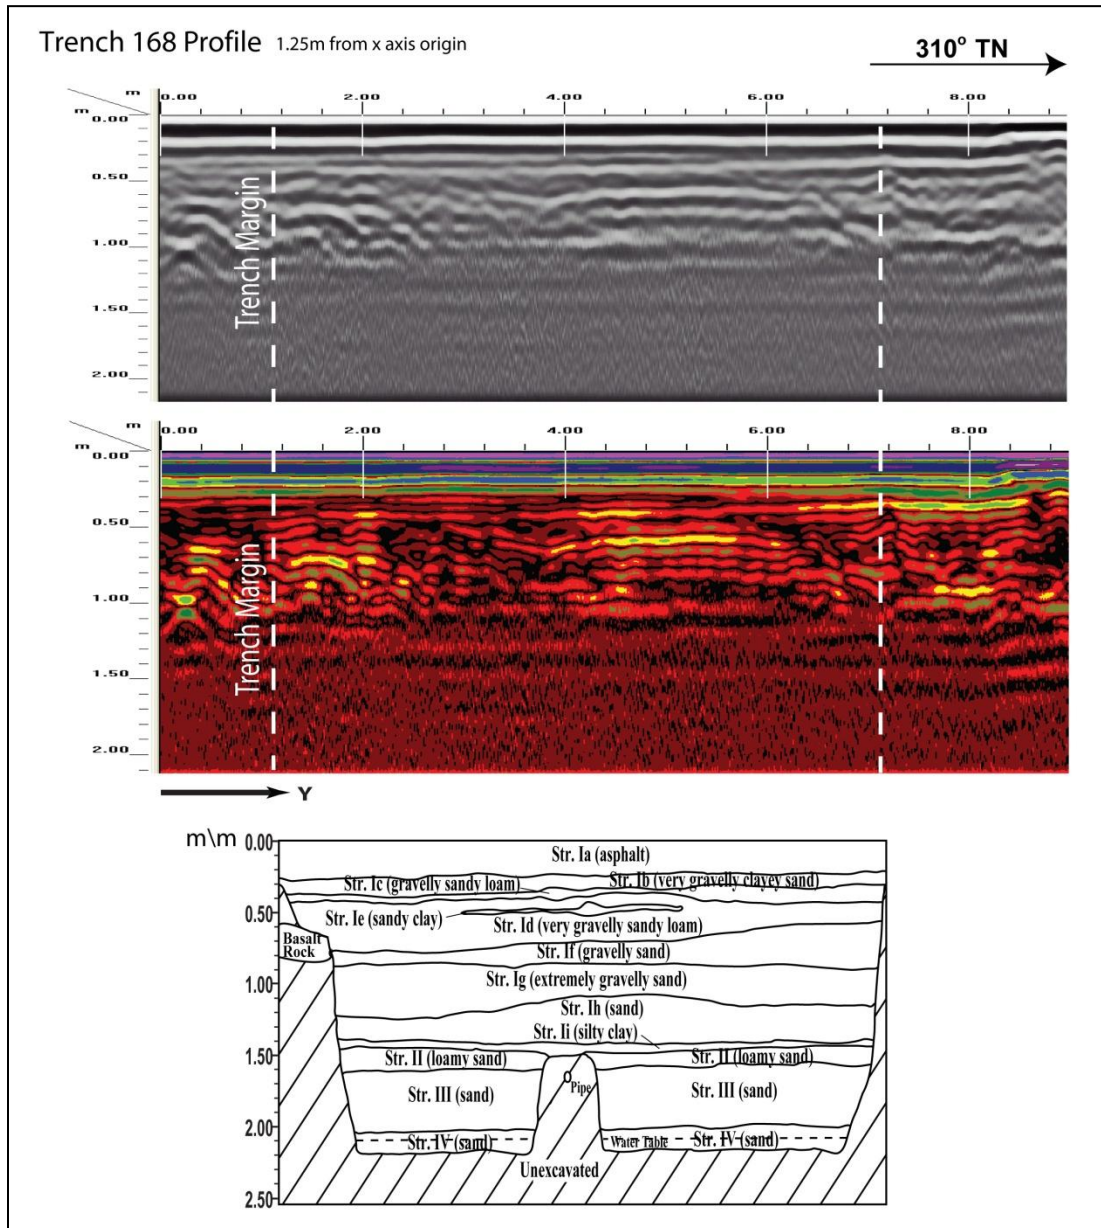 Trench 168 Profile 1.25m from x axis origin
310° TN
m 0.00 2.00 4.00 6.00 8.00
m 0.00
0.50
1.00
1.50
2.00
Trench Margin
m 0.00 2.00 4.00 6.00 8.00
m 0.00
0.50
1.00
1.50
2.00
Trench Margin
Y
m\m 0.00
0.50
1.00
1.50
2.00
2.50
Str. Ia (asphalt)
Str. Ic (gravelly sandy loam) Str. Ib (very gravelly clayey sand)
Str. Ie (sandy clay) Str. Id (very gravelly sandy loam)
Basalt
Rock
Str. If (gravelly sand)
Str. Ig (extremely gravelly sand)
Str. Ih (sand)
Str. Ii (silty clay)
Str. II (loamy sand) Str. II (loamy sand)
Pipe
Str. III (sand) Str. III (sand)
Str. IV (sand) Water Table Str. IV (sand)
Unexcavated